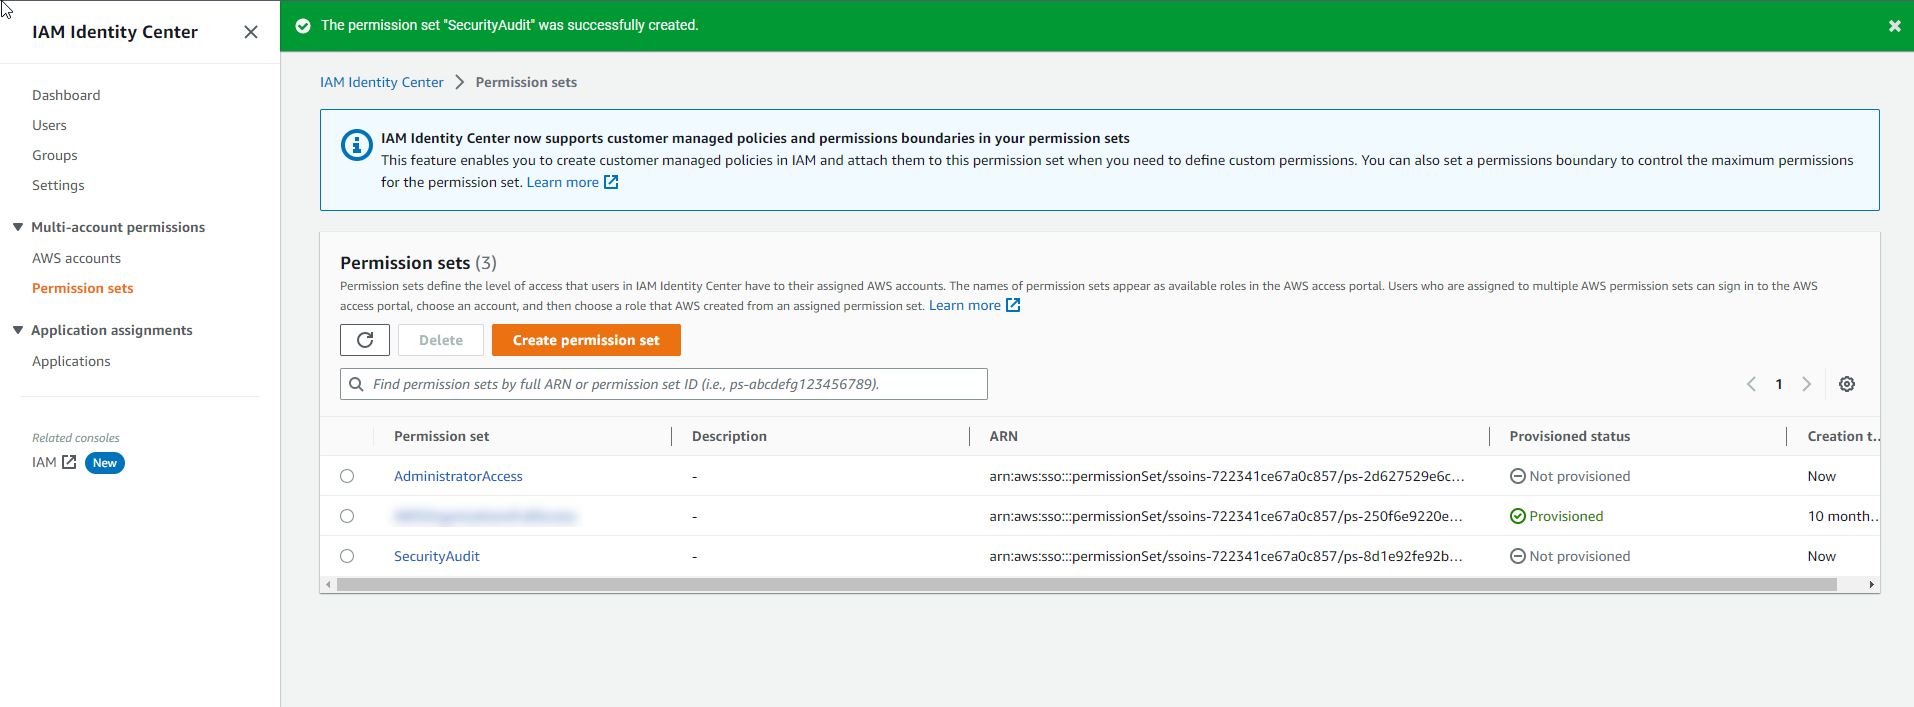 IAM Identity Center
The permission set "SecurityAudit" was successfully created.
Dashboard
Users
Groups
Settings
Multi-account permissions
AWS accounts
Permission sets
Application assignments
Applications
Related consoles
IAM New
IAM Identity Center > Permission sets
IAM Identity Center now supports customer managed policies and permissions boundaries in your permission sets
This feature enables you to create customer managed policies in IAM and attach them to this permission set when you need to define custom permissions. You can also set a permissions boundary to control the maximum permissions
for the permission set. Learn more
Permission sets (3)
Permission sets define the level of access that users in IAM Identity Center have to their assigned AWS accounts. The names of permission sets appear as available roles in the AWS access portal. Users who are assigned to multiple AWS permission sets can sign in to the AWS
access portal, choose an account, and then choose a role that AWS created from an assigned permission set. Learn more
Delete Create permission set
Find permission sets by full ARN or permission set ID (i.e., ps-abcdefg123456789).
1
Permission set Description ARN Provisioned status Creation t...
AdministratorAccess - arn:aws:sso:::permissionSet/ssoins-722341ce67a0c857/ps-2d627529e6c... Not provisioned Now
- arn:aws:sso:::permissionSet/ssoins-722341ce67a0c857/ps-250f6e9220e... Provisioned 10 month...
SecurityAudit - arn:aws:sso:::permissionSet/ssoins-722341ce67a0c857/ps-8d1e92fe92b... Not provisioned Now